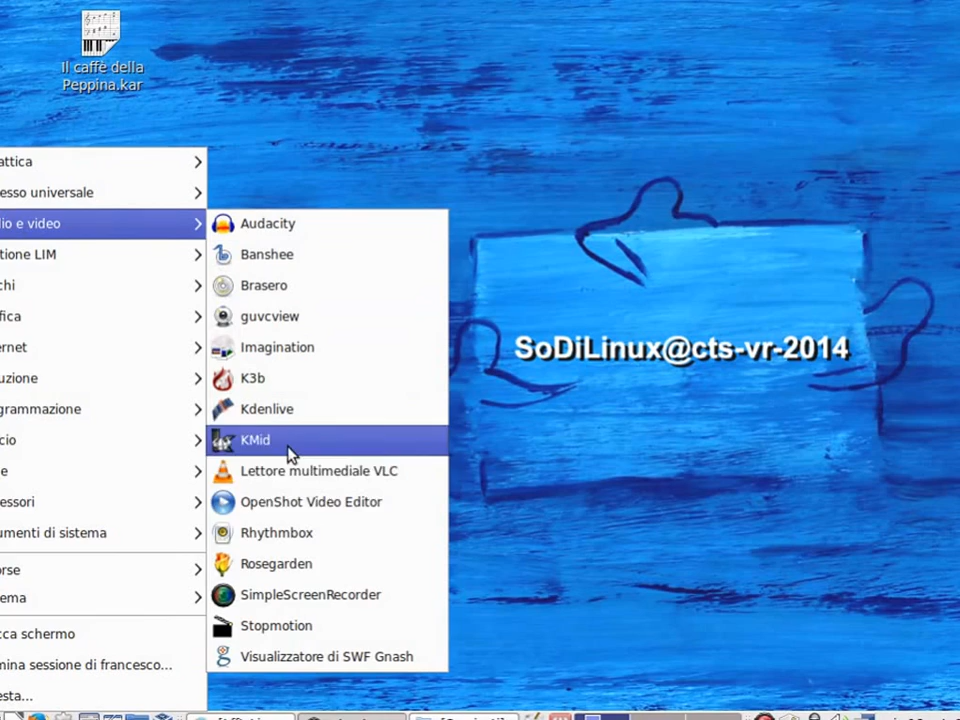 Il caffè della
Peppina.kar
attica
esso universale
io e video
tione LIM
chi
fica
ernet
uzione
grammazione
cio
e
essori
umenti di sistema
orse
ema
cca schermo
mina sessione di francesco...
esta...
Audacity
Banshee
Brasero
guvcview
Imagination
K3b
Kdenlive
KMid
Lettore multimediale VLC
OpenShot Video Editor
Rhythmbox
Rosegarden
SimpleScreenRecorder
Stopmotion
Visualizzatore di SWF Gnash
SoDiLinux@cts-vr-2014